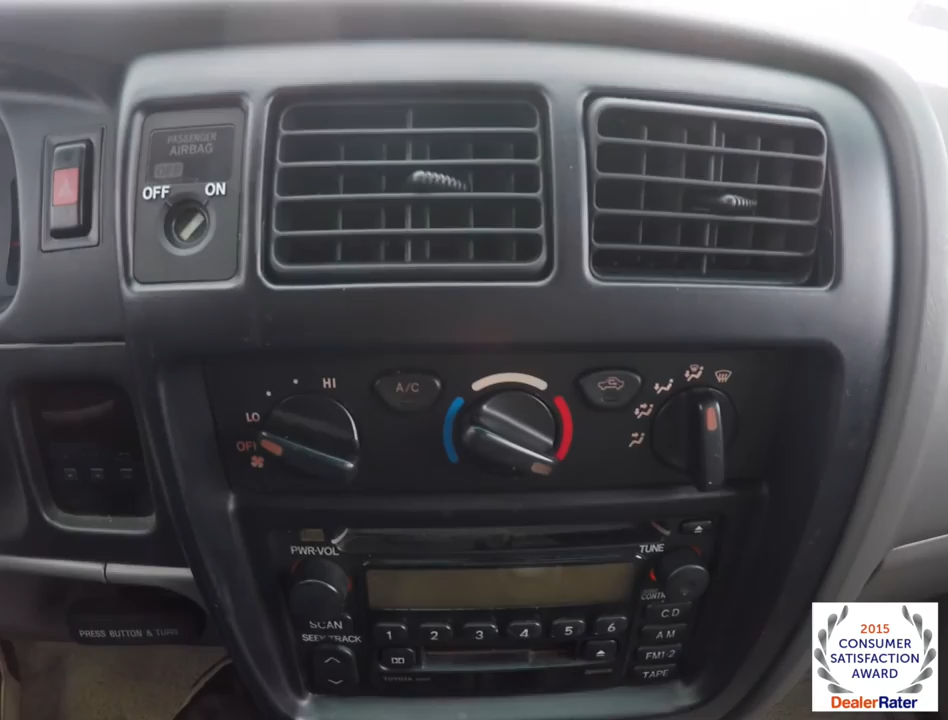 PASSENGER
AIRBAG
OFF
OFF ON
HI
LO
OFF
A/C
PWR·VOL
TUNE
SCAN
SEEK TRACK
1 2 3 4 5 6
CD
AM
FM1·2
TAPE
TOYOTA
PRESS BUTTON & TURN
2015
CONSUMER
SATISFACTION
AWARD
DealerRater